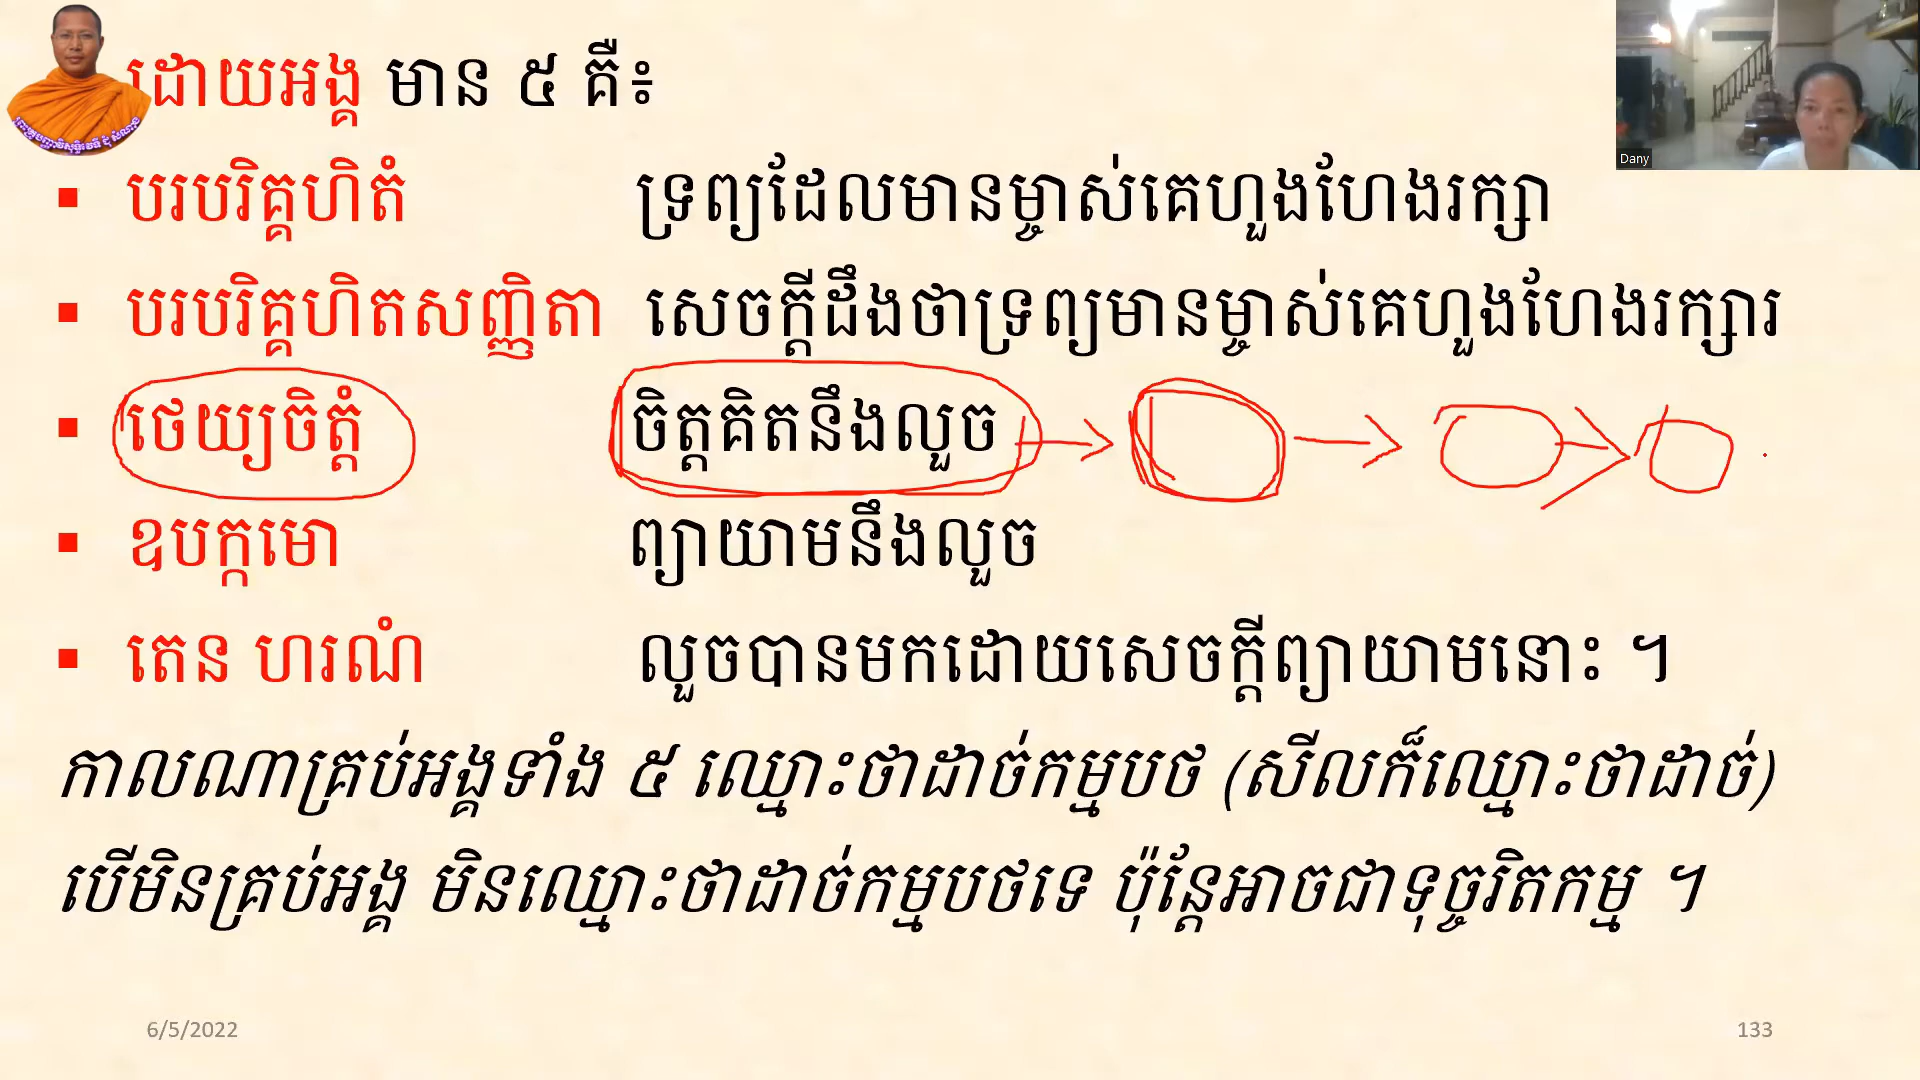 ដោយអង្គ មាន ៥ គឺ៖
Dany
▪ បរបរិគ្គហិតំ ទ្រព្យដែលមានម្ចាស់គេហួងហែងរក្សា
▪ បរបរិគ្គហិតសញ្ញិតា សេចក្តីដឹងថាទ្រព្យមានម្ចាស់គេហួងហែងរក្សារ
▪ ថេយ្យចិត្តំ ចិត្តគិតនឹងលួច
▪ ឧបក្កមោ ព្យាយាមនឹងលួច
▪ តេន ហរណំ លួចបានមកដោយសេចក្តីព្យាយាមនោះ ។
កាលណាគ្រប់អង្គទាំង ៥ ឈ្មោះថាដាច់កម្មបថ (សីលក៏ឈ្មោះថាដាច់)
បើមិនគ្រប់អង្គ មិនឈ្មោះថាដាច់កម្មបថទេ ប៉ុន្តែអាចជាទុច្ចរិតកម្ម ។
6/5/2022
133